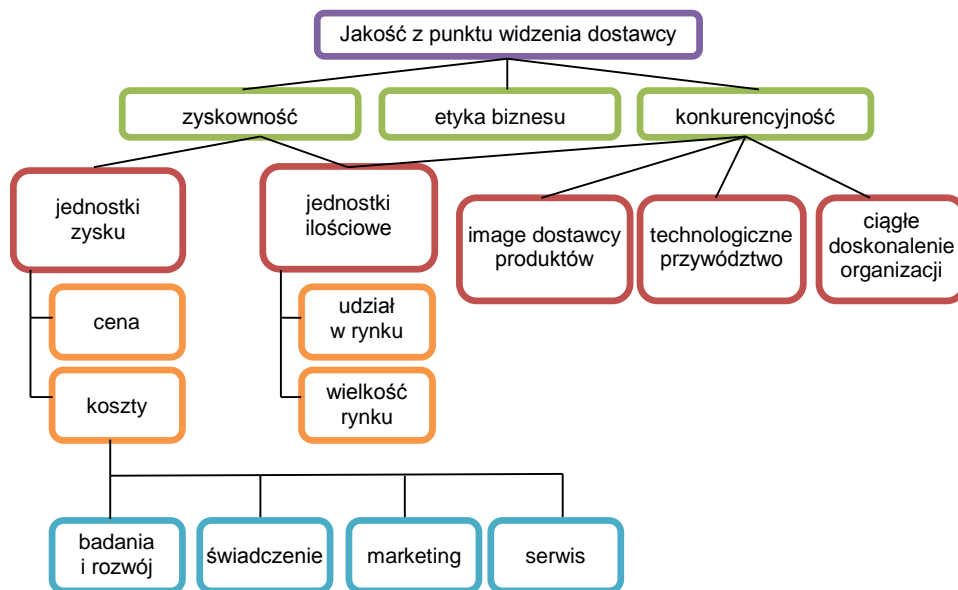 Jakość z punktu widzenia dostawcy
zyskowność
etyka biznesu
konkurencyjność
jednostki
zysku
jednostki
ilościowe
image dostawcy
produktów
technologiczne
przywództwo
ciągłe
doskonalenie
organizacji
cena
udział
w rynku
koszty
wielkość
rynku
badania
i rozwój
świadczenie
marketing
serwis